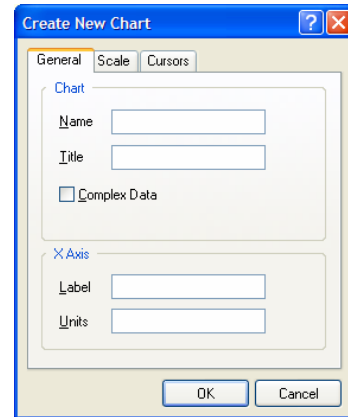 Create New Chart
General Scale Cursors
Chart
Name
Title
Complex Data
X Axis
Label
Units
OK Cancel